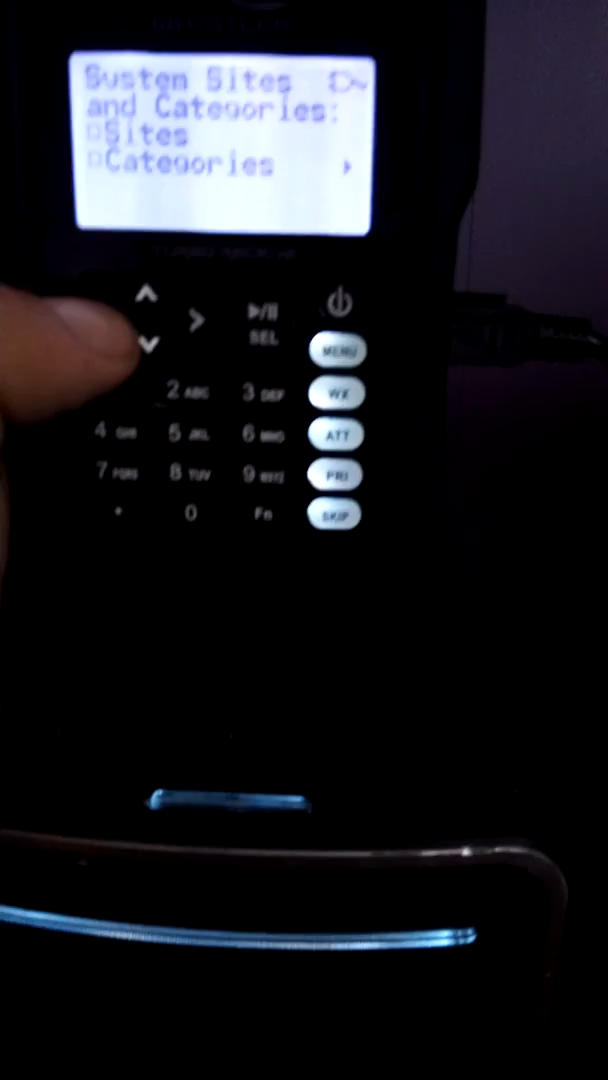 System Sites
and Categories:
Sites
Categories
SEL
MENU
2 ABC
3 DEF
WX
4 GHI
5 JKL
6 MNO
ATT
7 PQRS
8 TUV
9 WXYZ
PRI
*
0
Fn
SKIP